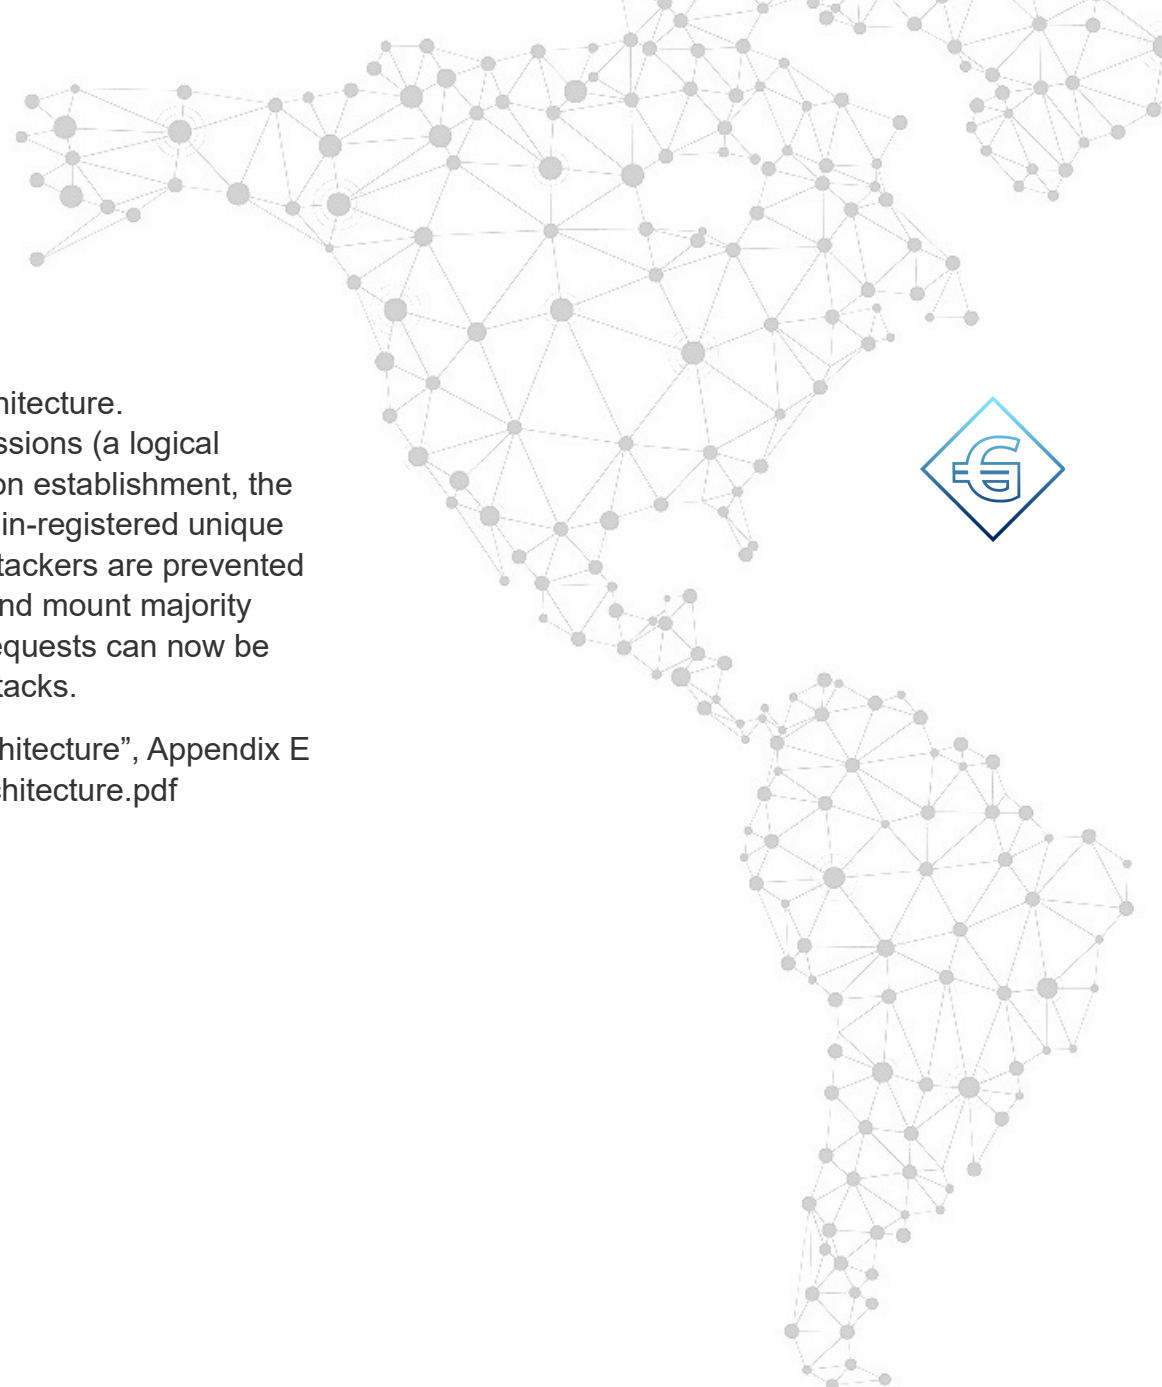 hitecture.
ssions (a logical
on establishment, the
in-registered unique
tackers are prevented
nd mount majority
equests can now be
tacks.
hitecture”, Appendix E
chitecture.pdf